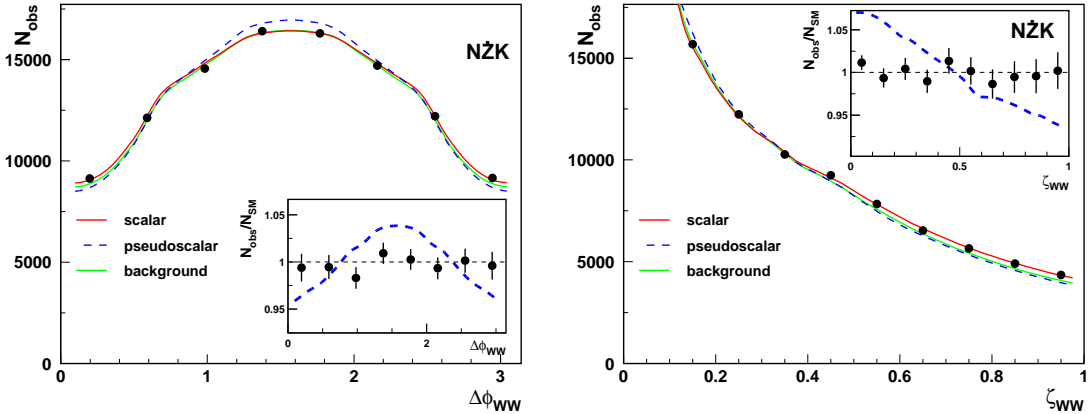 N_obs
15000
10000
5000
0
NŻK
scalar
pseudoscalar
background
N_obs/N_SM
1.05
1
0.95
0 2
Δϕ_WW
0 1 2 3
Δϕ_WW
N_obs
15000
10000
5000
0
NŻK
scalar
pseudoscalar
background
N_obs/N_SM
1.05
1
0.95
0 0.5 1
ζ_WW
0 0.2 0.4 0.6 0.8 1
ζ_WW